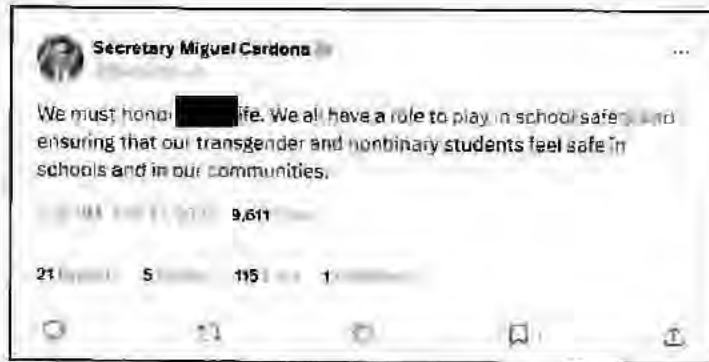 Secretary Miguel Cardona
We must honor life. We all have a role to play in school safety and
ensuring that our transgender and nonbinary students feel safe in
schools and in our communities.
9,611
21 5 115 1